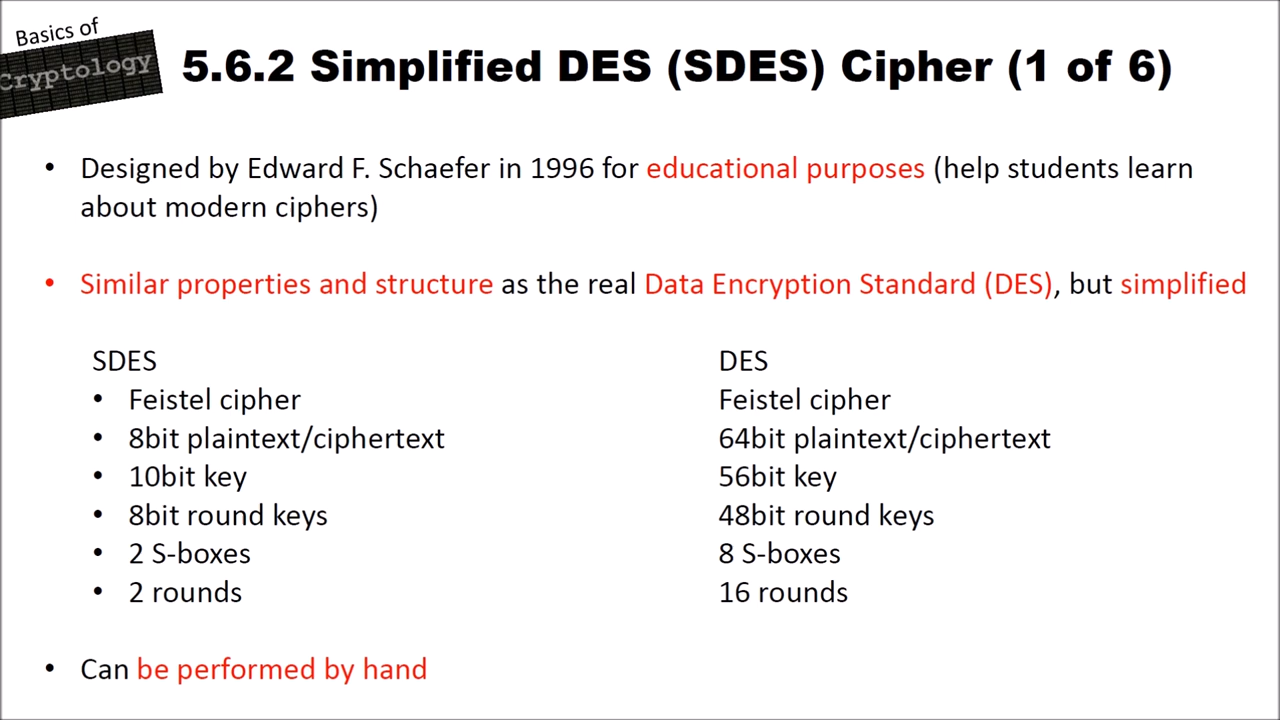 Basics of
Cryptology
5.6.2 Simplified DES (SDES) Cipher (1 of 6)
• Designed by Edward F. Schaefer in 1996 for educational purposes (help students learn
about modern ciphers)
• Similar properties and structure as the real Data Encryption Standard (DES), but simplified
SDES
• Feistel cipher
• 8bit plaintext/ciphertext
• 10bit key
• 8bit round keys
• 2 S-boxes
• 2 rounds
DES
Feistel cipher
64bit plaintext/ciphertext
56bit key
48bit round keys
8 S-boxes
16 rounds
• Can be performed by hand